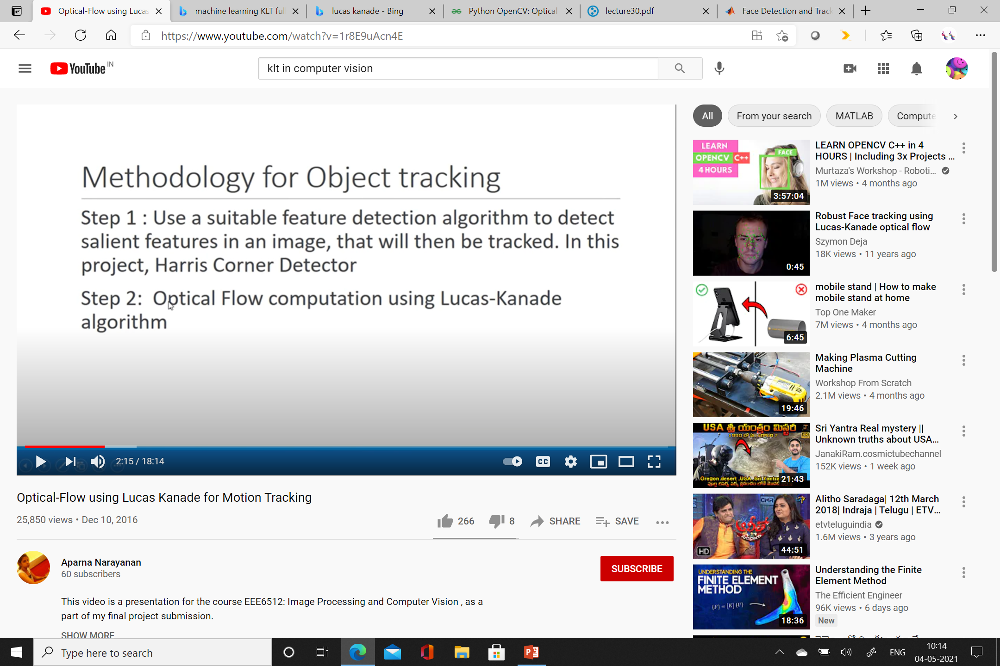 Optical-Flow using Lucas
machine learning KLT full
lucas kanade - Bing
Python OpenCV: Optical
lecture30.pdf
Face Detection and Track
https://www.youtube.com/watch?v=1r8E9uAcn4E
YouTube IN
klt in computer vision
Methodology for Object tracking
Step 1 : Use a suitable feature detection algorithm to detect
salient features in an image, that will then be tracked. In this
project, Harris Corner Detector
Step 2: Optical Flow computation using Lucas-Kanade
algorithm
2:15 / 18:14
CC
Optical-Flow using Lucas Kanade for Motion Tracking
25,850 views • Dec 10, 2016
266
8
SHARE
SAVE
Aparna Narayanan
60 subscribers
SUBSCRIBE
This video is a presentation for the course EEE6512: Image Processing and Computer Vision , as a
part of my final project submission.
SHOW MORE
All
From your search
MATLAB
Compute
LEARN
OPENCV C++
4 HOURS
FACE
3:57:04
LEARN OPENCV C++ in 4
HOURS | Including 3x Projects ...
Murtaza's Workshop - Roboti...
1M views • 4 months ago
0:45
Robust Face tracking using
Lucas-Kanade optical flow
Szymon Deja
18K views • 11 years ago
6:45
mobile stand | How to make
mobile stand at home
Top One Maker
7M views • 4 months ago
19:46
Making Plasma Cutting
Machine
Workshop From Scratch
2.1M views • 4 months ago
USA శ్రీ యంత్రం మిస్టరీ
4K
Oregon desert ,USA ,Sri Yantra
21:43
Sri Yantra Real mystery ||
Unknown truths about USA...
JanakiRam.cosmictubechannel
152K views • 1 week ago
CMR
HD
44:51
Alitho Saradaga| 12th March
2018| Indraja | Telugu | ETV...
etvteluguindia
1.6M views • 3 years ago
UNDERSTANDING THE
FINITE ELEMENT
METHOD
{F} = [K] {U}
18:36
Understanding the Finite
Element Method
The Efficient Engineer
96K views • 6 days ago
New
Type here to search
ENG
10:14
04-05-2021